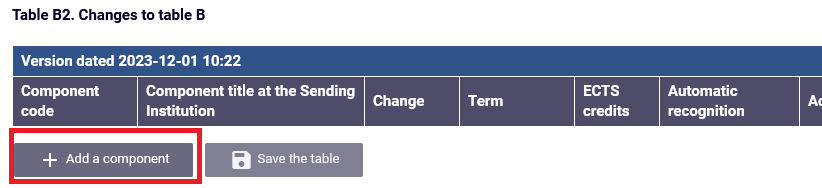 Table B2. Changes to table B
Version dated 2023-12-01 10:22
Component code
Component title at the Sending Institution
Change
Term
ECTS credits
Automatic recognition
Add a component
Save the table